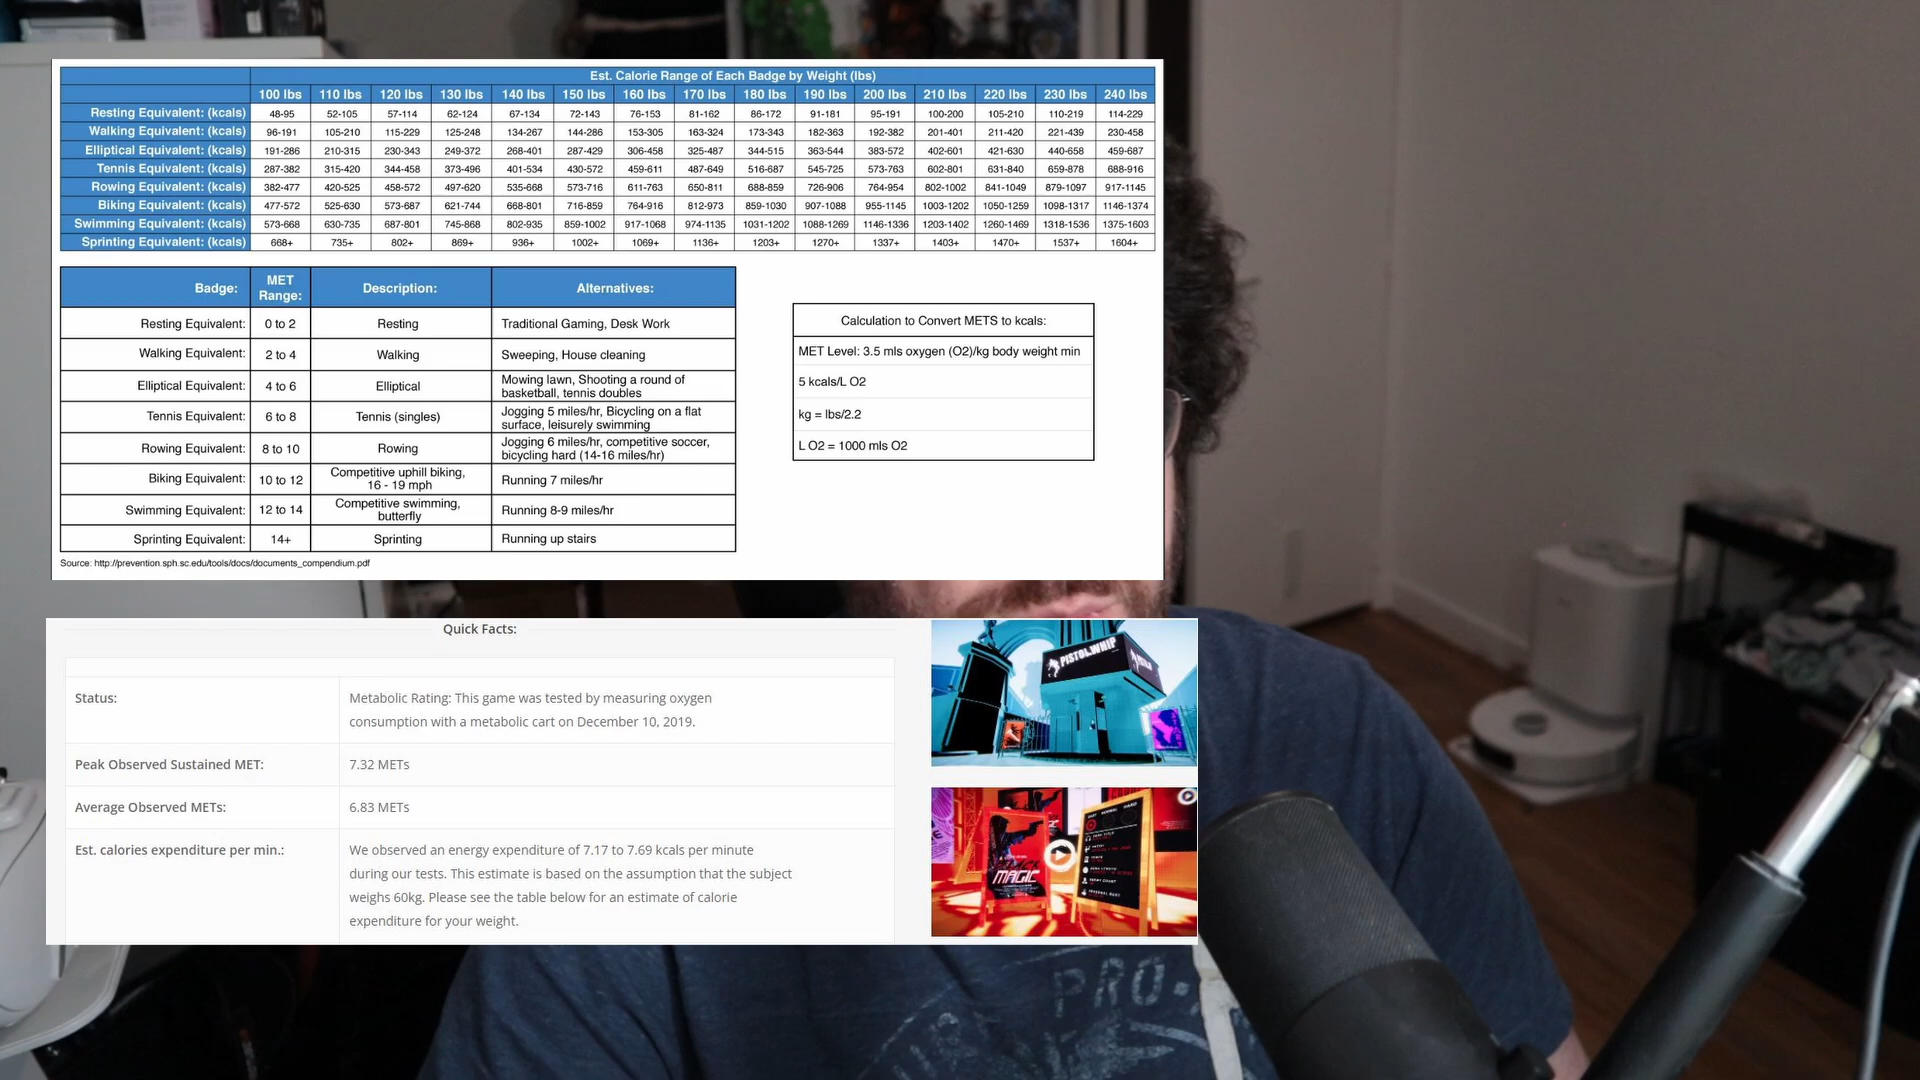 Est. Calorie Range of Each Badge by Weight (lbs)
100 lbs 110 lbs 120 lbs 130 lbs 140 lbs 150 lbs 160 lbs 170 lbs 180 lbs 190 lbs 200 lbs 210 lbs 220 lbs 230 lbs 240 lbs
Resting Equivalent: (kcals) 48-95 52-105 57-114 62-124 67-134 72-143 76-153 81-162 86-172 91-181 95-191 100-200 105-210 110-219 114-229
Walking Equivalent: (kcals) 96-191 105-210 115-229 125-248 134-267 144-286 153-305 163-324 173-343 182-363 192-382 201-401 211-420 221-439 230-458
Elliptical Equivalent: (kcals) 191-286 210-315 230-343 249-372 268-401 287-429 306-458 325-487 344-515 363-544 383-572 402-601 421-630 440-658 459-687
Tennis Equivalent: (kcals) 287-382 315-420 344-458 373-496 401-534 430-572 459-611 487-649 516-687 545-725 573-763 602-801 631-840 659-878 688-916
Rowing Equivalent: (kcals) 382-477 420-525 458-572 497-620 535-668 573-716 611-763 650-811 688-859 726-906 764-954 802-1002 841-1049 879-1097 917-1145
Biking Equivalent: (kcals) 477-572 525-630 573-687 621-744 668-801 716-859 764-916 812-973 859-1030 907-1088 955-1145 1003-1202 1050-1259 1098-1317 1146-1374
Swimming Equivalent: (kcals) 573-668 630-735 687-801 745-868 802-935 859-1002 917-1068 974-1135 1031-1202 1088-1269 1146-1336 1203-1402 1260-1469 1318-1536 1375-1603
Sprinting Equivalent: (kcals) 668+ 735+ 802+ 869+ 936+ 1002+ 1069+ 1136+ 1203+ 1270+ 1337+ 1403+ 1470+ 1537+ 1604+
Badge: MET Range: Description: Alternatives:
Resting Equivalent: 0 to 2 Resting Traditional Gaming, Desk Work
Walking Equivalent: 2 to 4 Walking Sweeping, House cleaning
Elliptical Equivalent: 4 to 6 Elliptical Mowing lawn, Shooting a round of
basketball, tennis doubles
Tennis Equivalent: 6 to 8 Tennis (singles) Jogging 5 miles/hr, Bicycling on a flat
surface, leisurely swimming
Rowing Equivalent: 8 to 10 Rowing Jogging 6 miles/hr, competitive soccer,
bicycling hard (14-16 miles/hr)
Biking Equivalent: 10 to 12 Competitive uphill biking,
16 - 19 mph Running 7 miles/hr
Swimming Equivalent: 12 to 14 Competitive swimming,
butterfly Running 8-9 miles/hr
Sprinting Equivalent: 14+ Sprinting Running up stairs
Source: http://prevention.sph.sc.edu/tools/docs/documents_compendium.pdf
Calculation to Convert METS to kcals:
MET Level: 3.5 mls oxygen (O2)/kg body weight min
5 kcals/L O2
kg = lbs/2.2
L O2 = 1000 mls O2
Quick Facts:
Status: Metabolic Rating: This game was tested by measuring oxygen
consumption with a metabolic cart on December 10, 2019.
Peak Observed Sustained MET: 7.32 METs
Average Observed METs: 6.83 METs
Est. calories expenditure per min.: We observed an energy expenditure of 7.17 to 7.69 kcals per minute
during our tests. This estimate is based on the assumption that the subject
weighs 60kg. Please see the table below for an estimate of calorie
expenditure for your weight.
PISTOL WHIP
MAGIC
PRO.